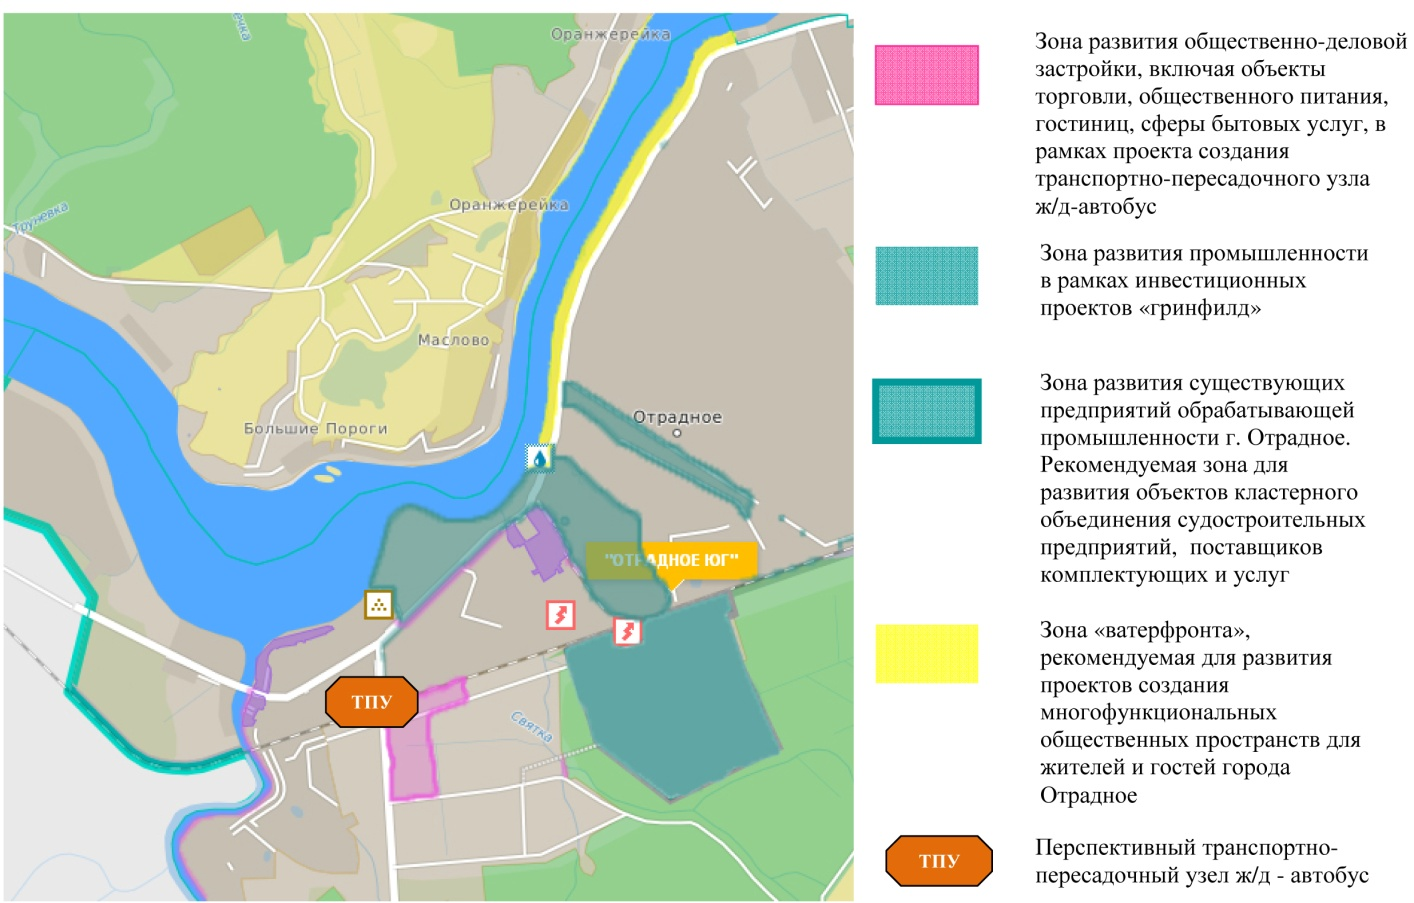 Оранжерейка
Труневка
Оранжерейка
Маслово
Большие Пороги
Отрадное
"ОТРАДНОЕ ЮГ"
ТПУ
Святка
Зона развития общественно-деловой
застройки, включая объекты
торговли, общественного питания,
гостиниц, сферы бытовых услуг, в
рамках проекта создания
транспортно-пересадочного узла
ж/д-автобус
Зона развития промышленности
в рамках инвестиционных
проектов «гринфилд»
Зона развития существующих
предприятий обрабатывающей
промышленности г. Отрадное.
Рекомендуемая зона для
развития объектов кластерного
объединения судостроительных
предприятий, поставщиков
комплектующих и услуг
Зона «ватерфронта»,
рекомендуемая для развития
проектов создания
многофункциональных
общественных пространств для
жителей и гостей города
Отрадное
ТПУ
Перспективный транспортно-
пересадочный узел ж/д - автобус